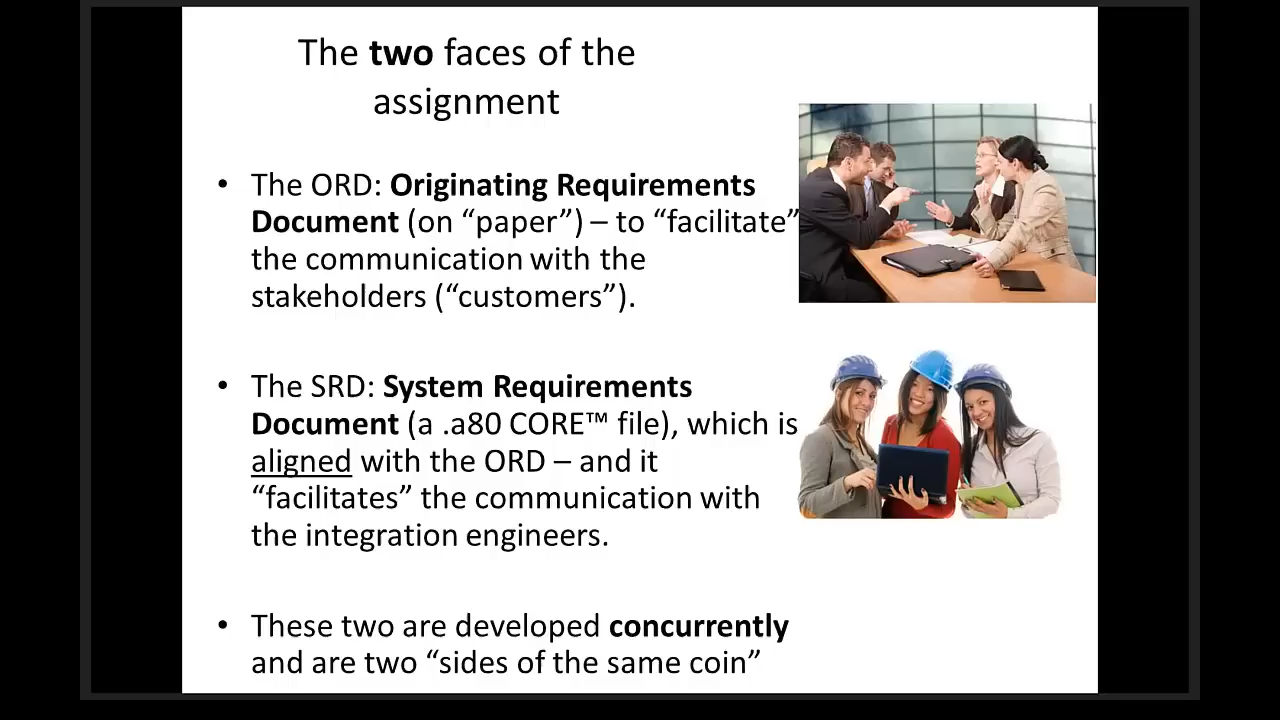 The two faces of the
assignment
• The ORD: Originating Requirements
Document (on “paper”) – to “facilitate”
the communication with the
stakeholders (“customers”).
• The SRD: System Requirements
Document (a .a80 CORE™ file), which is
aligned with the ORD – and it
“facilitates” the communication with
the integration engineers.
• These two are developed concurrently
and are two “sides of the same coin”